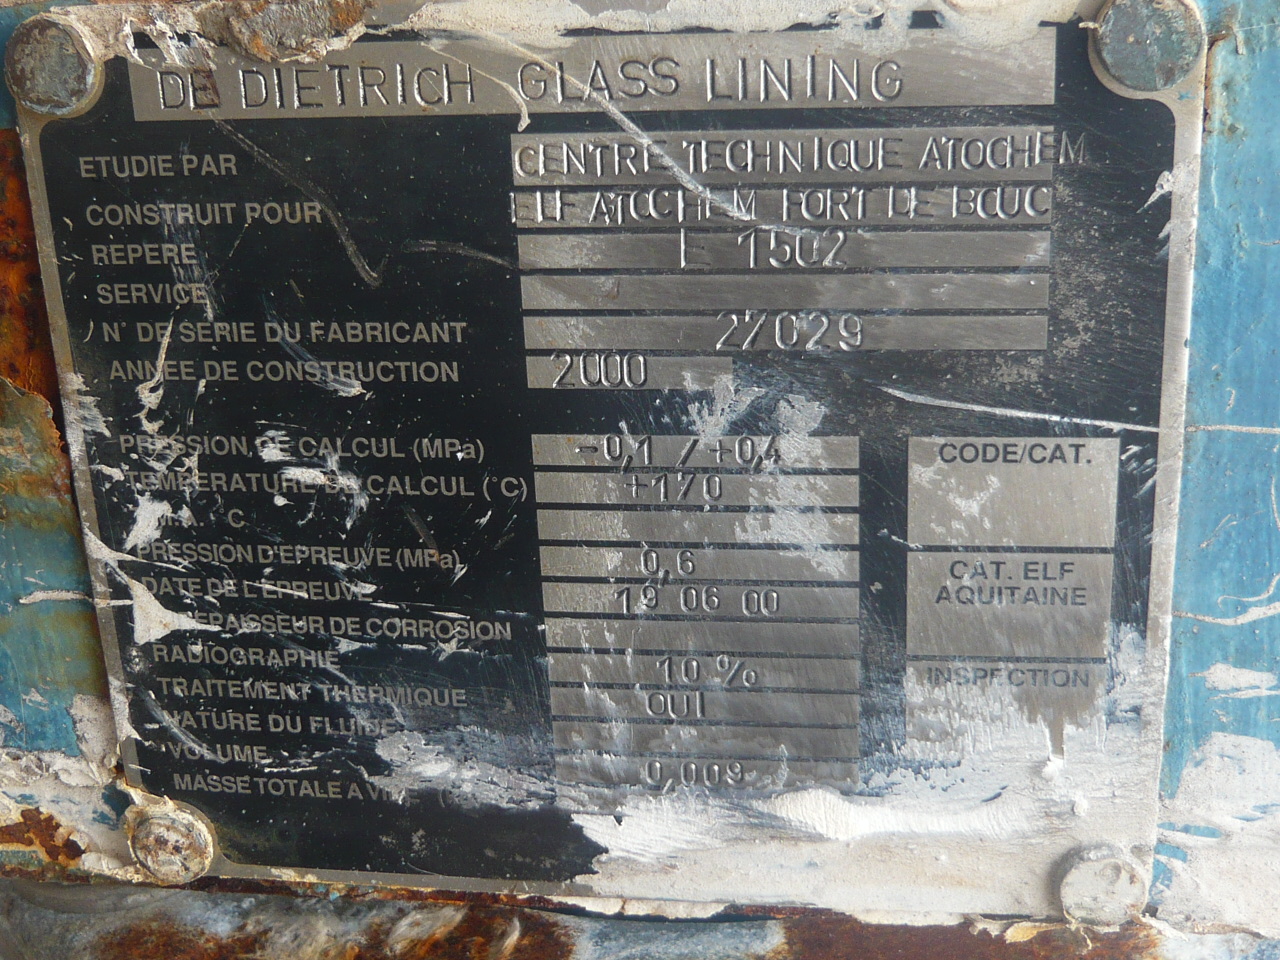 DE DIETRICH GLASS LINING
ETUDIE PAR CENTRE TECHNIQUE ATOCHEM
CONSTRUIT POUR ELF ATOCHEM FORT DE BOUC
REPERE E 1502
SERVICE
N° DE SERIE DU FABRICANT 27029
ANNEE DE CONSTRUCTION 2000
PRESSION DE CALCUL (MPa) -0,1 / +0,4
TEMPERATURE DE CALCUL (°C) +170
°C
PRESSION D'EPREUVE (MPa) 0,6
DATE DE L'EPREUVE 19 06 00
EPAISSEUR DE CORROSION
RADIOGRAPHIE 10 %
TRAITEMENT THERMIQUE OUI
NATURE DU FLUIDE
VOLUME 0,009
MASSE TOTALE A VIDE
CODE/CAT.
CAT. ELF
AQUITAINE
INSPECTION